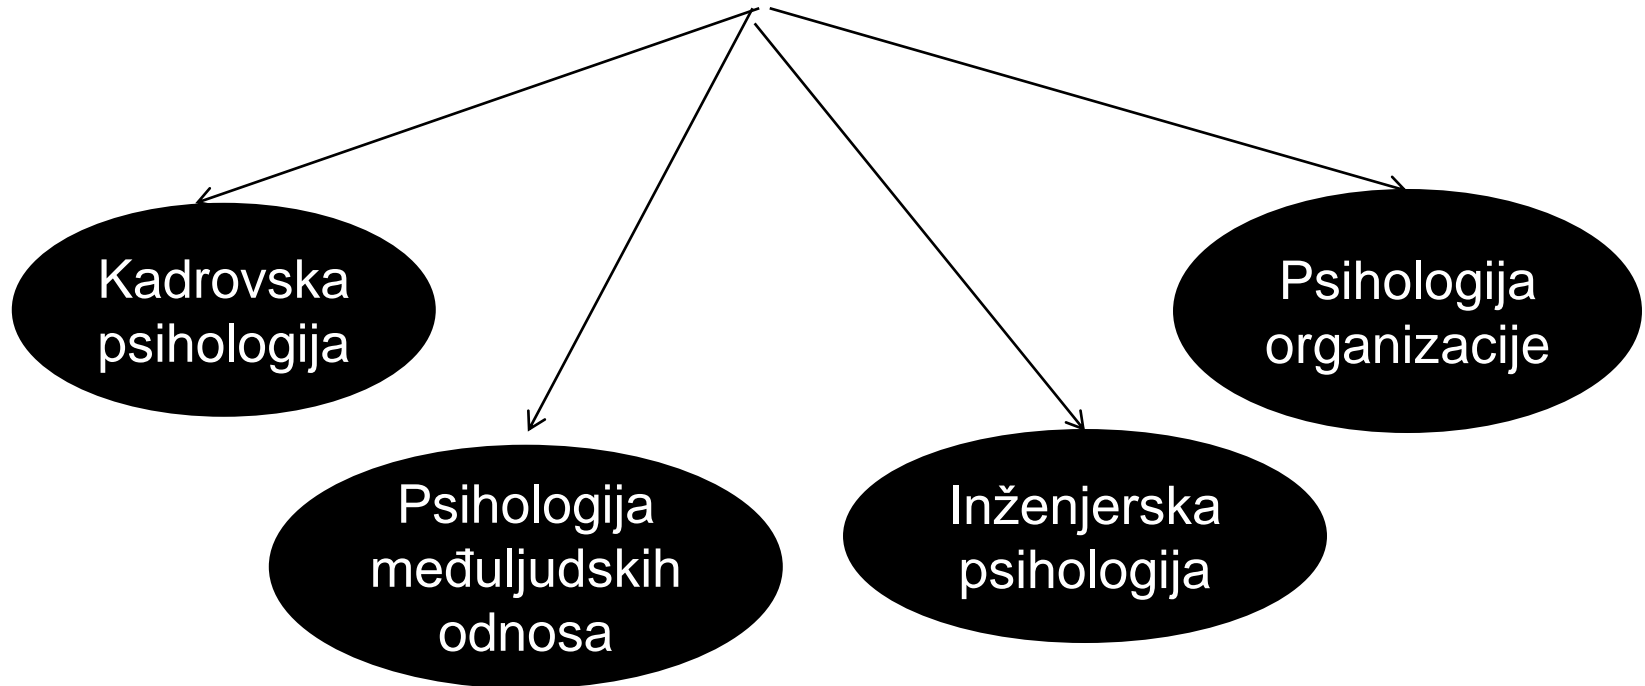 Kadrovska
psihologija
Psihologija
međuljudskih
odnosa
Inženjerska
psihologija
Psihologija
organizacije